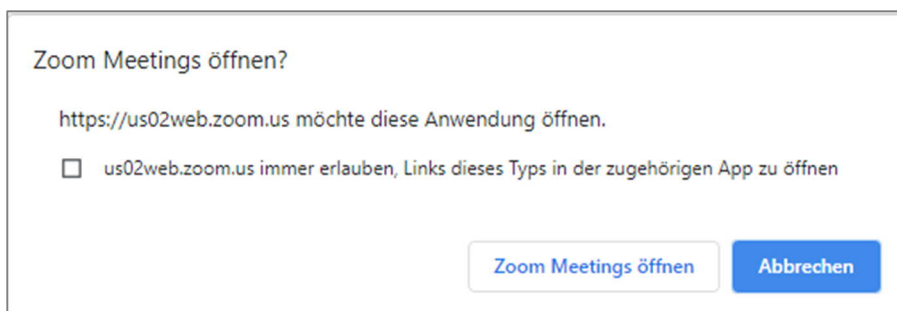 Zoom Meetings öffnen?
https://us02web.zoom.us möchte diese Anwendung öffnen.
us02web.zoom.us immer erlauben, Links dieses Typs in der zugehörigen App zu öffnen
Zoom Meetings öffnen Abbrechen